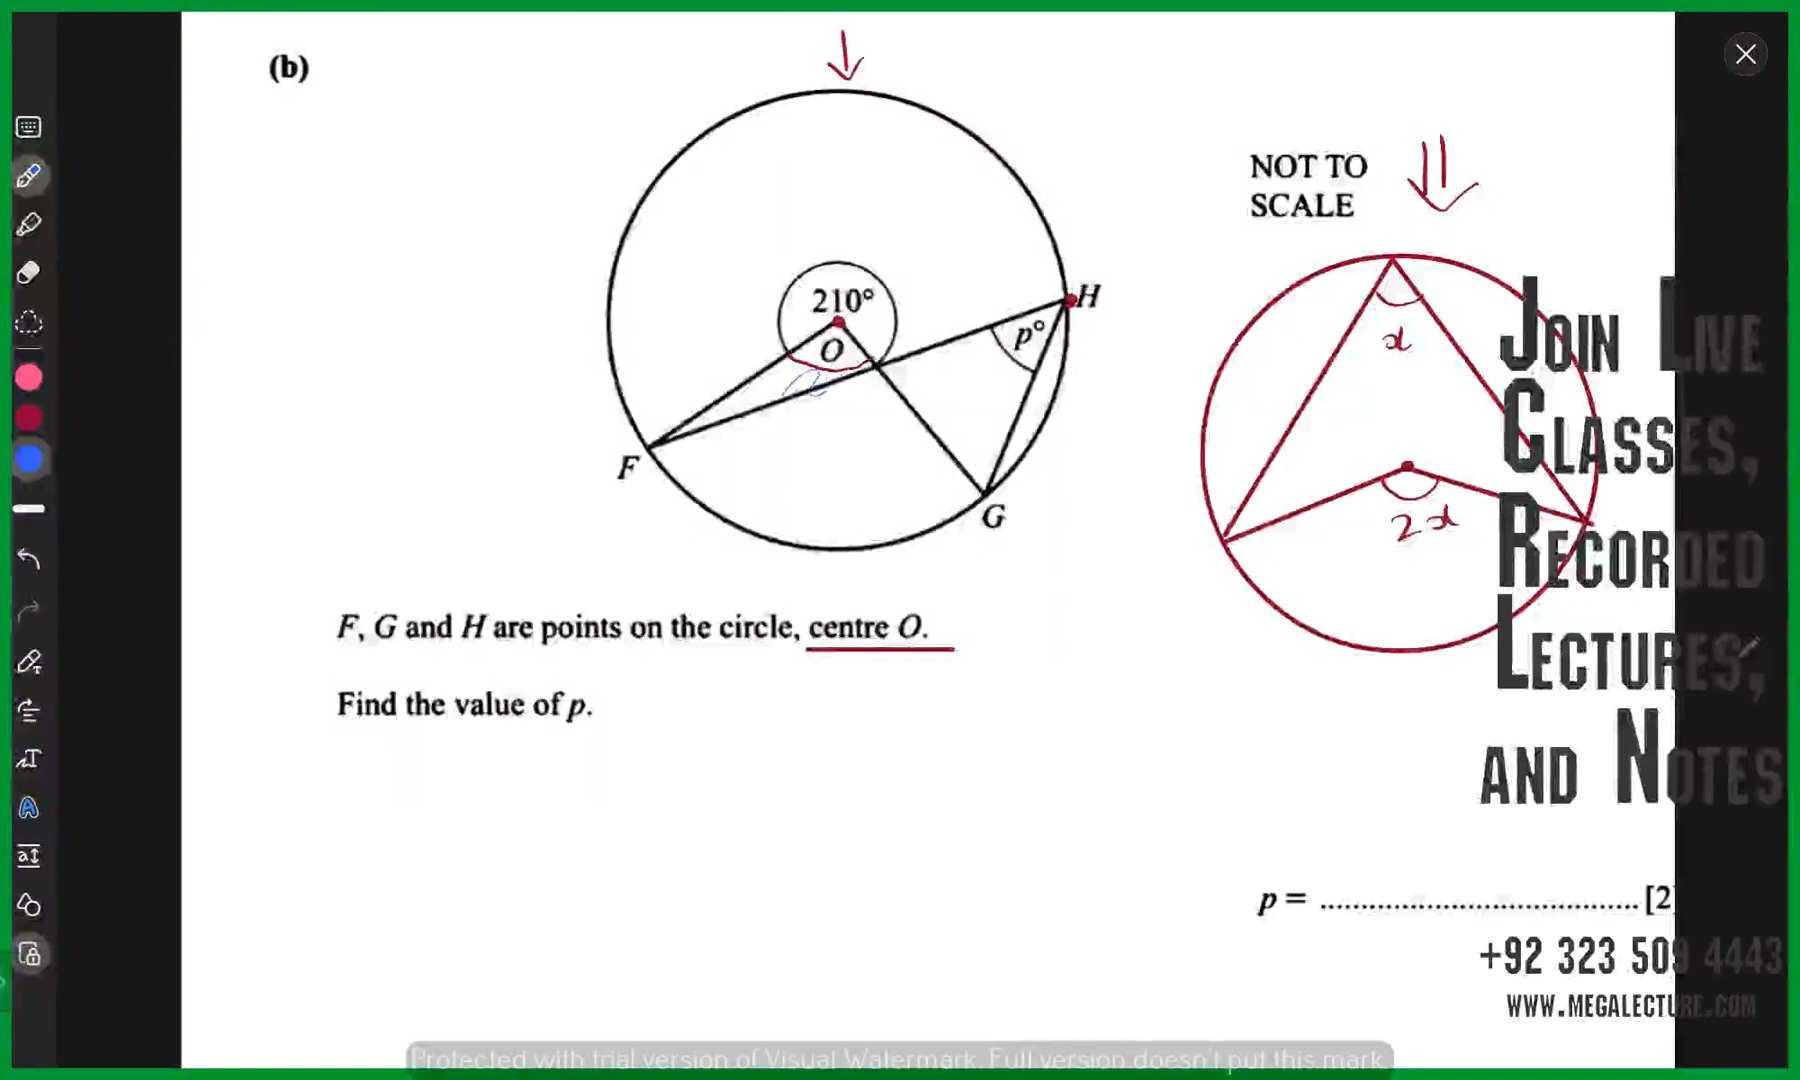 (b)
210°
O
H
p°
F
G
NOT TO
SCALE
x
2x
F, G and H are points on the circle, centre O.
Find the value of p.
p = ...................................... [2
JOIN LIVE
CLASSES,
RECORDED
LECTURES,
AND NOTES
+92 323 509 4443
WWW.MEGALECTURE.COM
Protected with trial version of Visual Watermark. Full version doesn't put this mark.